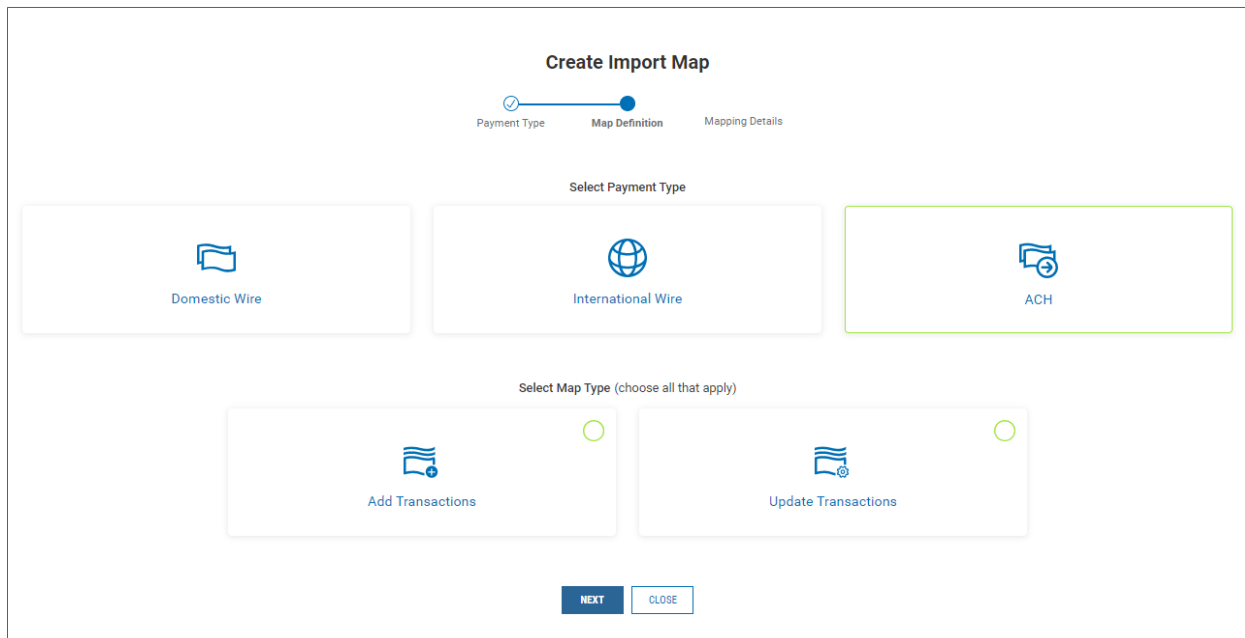 Create Import Map
Payment Type
Map Definition
Mapping Details
Select Payment Type
Domestic Wire
International Wire
ACH
Select Map Type (choose all that apply)
Add Transactions
Update Transactions
NEXT
CLOSE